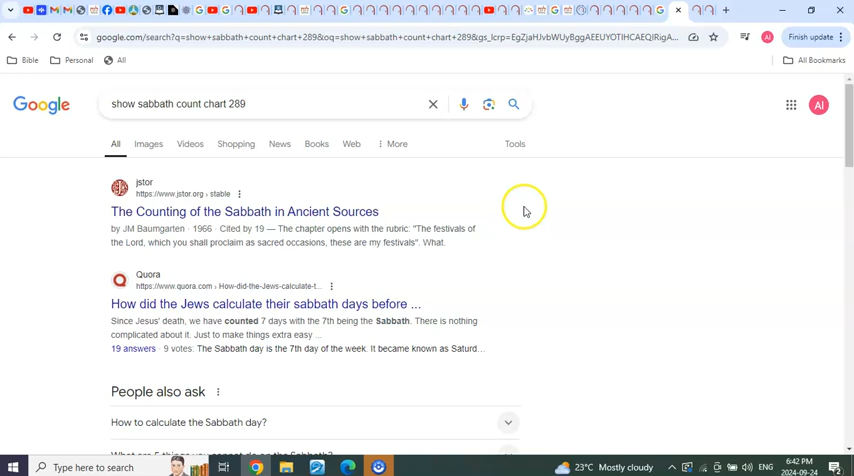 google.com/search?q=show+sabbath+count+chart+289&oq=show+sabbath+count+chart+289&gs_lcrp=EgZjaHJvbWUyBggAEEUYOTIHCAEQIRigA...
Finish update
Bible
Personal
All
All Bookmarks
Google
show sabbath count chart 289
AI
All
Images
Videos
Shopping
News
Books
Web
More
Tools
jstor
https://www.jstor.org › stable
The Counting of the Sabbath in Ancient Sources
by JM Baumgarten · 1966 · Cited by 19 — The chapter opens with the rubric: "The festivals of
the Lord, which you shall proclaim as sacred occasions, these are my festivals". What.
Quora
https://www.quora.com › How-did-the-Jews-calculate-t...
How did the Jews calculate their sabbath days before ...
Since Jesus' death, we have counted 7 days with the 7th being the Sabbath. There is nothing
complicated about it. Just to make things extra easy ...
19 answers · 9 votes: The Sabbath day is the 7th day of the week. It became known as Saturd...
People also ask
How to calculate the Sabbath day?
Type here to search
23°C Mostly cloudy
ENG
6:42 PM
2024-09-24